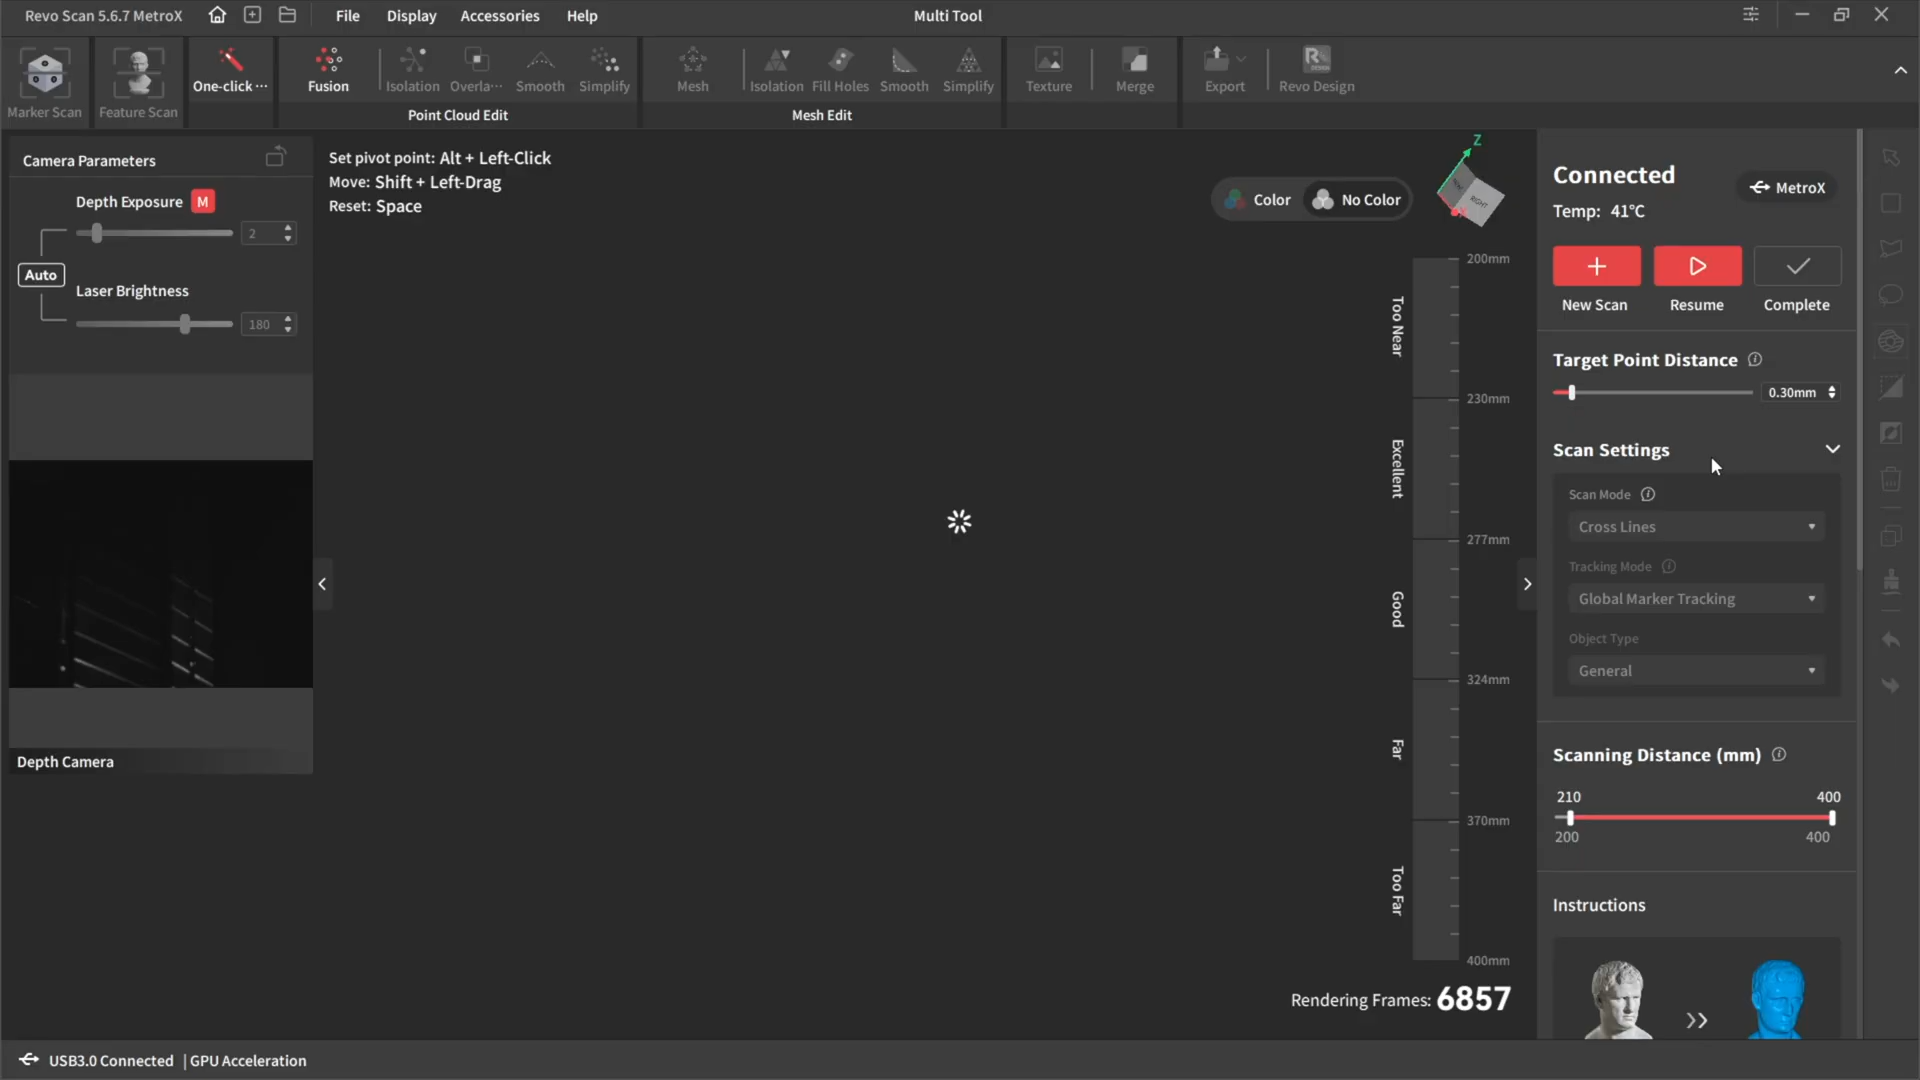 Revo Scan 5.6.7 MetroX
File
Display
Accessories
Help
Multi Tool
Marker Scan
Feature Scan
One-click ···
Fusion
Isolation
Overla···
Smooth
Simplify
Point Cloud Edit
Mesh
Isolation
Fill Holes
Smooth
Simplify
Mesh Edit
Texture
Merge
Export
Revo Design
Camera Parameters
Depth Exposure M
2
Auto
Laser Brightness
180
Depth Camera
Set pivot point: Alt + Left-Click
Move: Shift + Left-Drag
Reset: Space
Color
No Color
Z
RIGHT
200mm
Too Near
230mm
Excellent
277mm
Good
324mm
Far
370mm
Too Far
400mm
Rendering Frames: 6857
Connected
MetroX
Temp: 41℃
New Scan
Resume
Complete
Target Point Distance
0.30mm
Scan Settings
Scan Mode
Cross Lines
Tracking Mode
Global Marker Tracking
Object Type
General
Scanning Distance (mm)
210
400
200
400
Instructions
USB3.0 Connected | GPU Acceleration